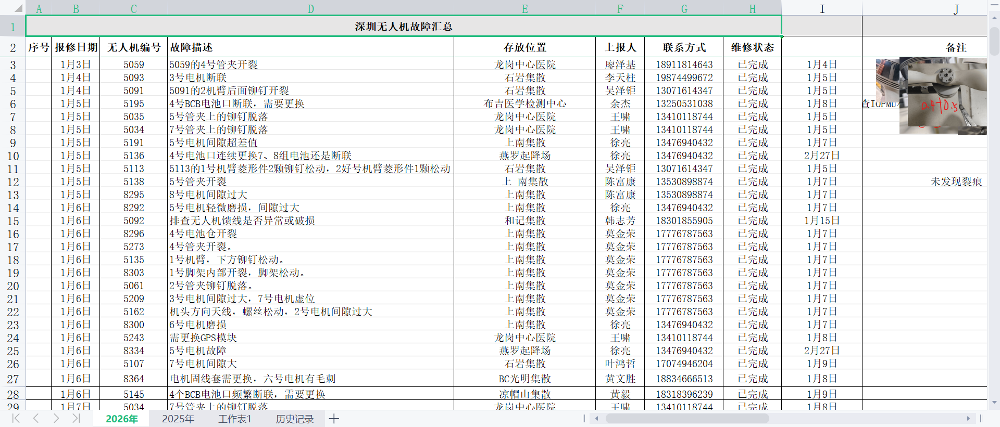 A B C D E F G H I J
1 深圳无人机故障汇总
2 序号 报修日期 无人机编号 故障描述 存放位置 上报人 联系方式 维修状态 备注
3 1月3日 5059 5059的4号管夹开裂 龙岗中心医院 廖泽基 18911814643 已完成 1月4日
4 1月4日 5093 3号电机断联 石岩集散 李天柱 19874499672 已完成 1月5日
5 1月4日 5091 5091的2机臂后面铆钉开裂 石岩集散 吴泽钜 13071614347 已完成 1月5日
6 1月5日 5195 4号BCB电池口断联，需要更换 布吉医学检测中心 余杰 13250531038 已完成 1月8日 查IOPMU
7 1月5日 5035 5号管夹上的铆钉脱落 龙岗中心医院 王啸 13410118744 已完成 1月5日
8 1月5日 5034 7号管夹上的铆钉脱落 龙岗中心医院 王啸 13410118744 已完成 1月5日
9 1月5日 5191 5号电机间隙超差值 上南集散 徐亮 13476940432 已完成 1月7日
10 1月5日 5136 4号电池口连续更换7、8组电池还是断联 燕罗起降场 徐亮 13476940432 已完成 2月27日
11 1月5日 5113 5113的1号机臂菱形件2颗铆钉松动，2好号机臂菱形件1颗松动 石岩集散 吴泽钜 13071614347 已完成 1月5日
12 1月5日 5138 5号管夹开裂 上 南集散 陈富康 13530898874 已完成 1月7日 未发现裂痕
13 1月5日 8295 8号电机间隙过大 上南集散 陈富康 13530898874 已完成 1月7日
14 1月6日 8292 5号电机轻微磨损，间隙过大 上南集散 徐亮 13476940432 已完成 1月7日
15 1月6日 5092 排查无人机馈线是否异常或破损 和记集散 韩志芳 18301855905 已完成 1月15日
16 1月6日 8296 4号电池仓开裂 上南集散 莫金荣 17776787563 已完成 1月7日
17 1月6日 5273 4号管夹开裂。 上南集散 莫金荣 17776787563 已完成 1月7日
18 1月6日 5135 1号机臂，下方铆钉松动。 上南集散 莫金荣 17776787563 已完成 1月7日
19 1月6日 8303 1号脚架内部开裂，脚架松动。 上南集散 莫金荣 17776787563 已完成 1月7日
20 1月6日 5061 2号管夹铆钉脱落。 上南集散 莫金荣 17776787563 已完成 1月7日
21 1月6日 5209 3号电机间隙过大，7号电机虚位 上南集散 莫金荣 17776787563 已完成 1月7日
22 1月6日 5162 机头方向天线，螺丝松动，2号电机间隙过大 上南集散 莫金荣 17776787563 已完成 1月7日
23 1月6日 8300 6号电机磨损 上南集散 徐亮 13476940432 已完成 1月7日
24 1月6日 5243 需更换GPS模块 龙岗中心医院 王啸 13410118744 已完成 1月8日
25 1月6日 8334 5号电机故障 燕罗起降场 徐亮 13476940432 已完成 2月27日
26 1月6日 5107 7号电机间隙大 石岩集散 叶鸿哲 17074946204 已完成 1月9日
27 1月6日 8364 电机固线套需更换，六号电机有毛刺 BC光明集散 黄文胜 18834666513 已完成 1月8日
28 1月6日 5145 4个BCB电池口频繁断联，需要更换 凉帽山集散 黄毅 18318396239 已完成 1月9日
29 1月7日 5034 7号管夹上的铆钉脱落 龙岗中心医院 王啸 13410118744 已完成 1月8日
2026年 2025年 工作表1 历史记录